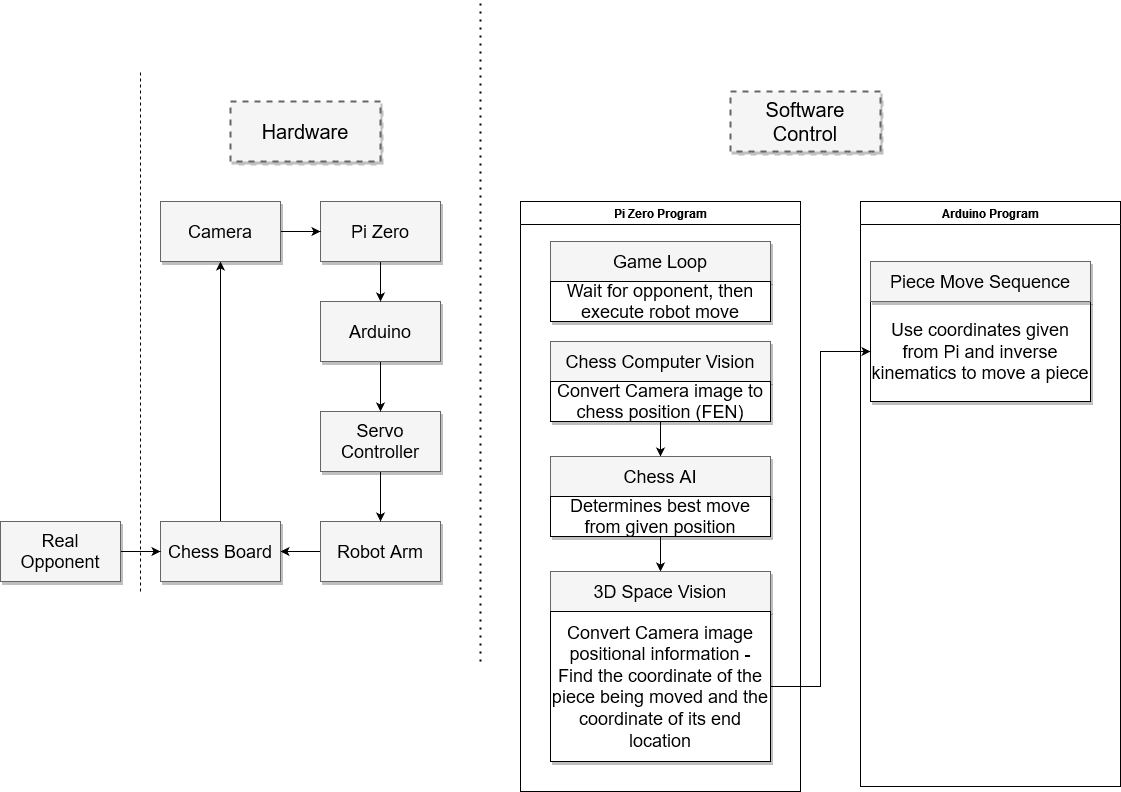 Hardware
Software
Control
Camera
Pi Zero
Arduino
Servo
Controller
Real
Opponent
Chess Board
Robot Arm
Pi Zero Program
Game Loop
Wait for opponent, then
execute robot move
Chess Computer Vision
Convert Camera image to
chess position (FEN)
Chess AI
Determines best move
from given position
3D Space Vision
Convert Camera image
positional information -
Find the coordinate of the
piece being moved and the
coordinate of its end
location
Arduino Program
Piece Move Sequence
Use coordinates given
from Pi and inverse
kinematics to move a piece